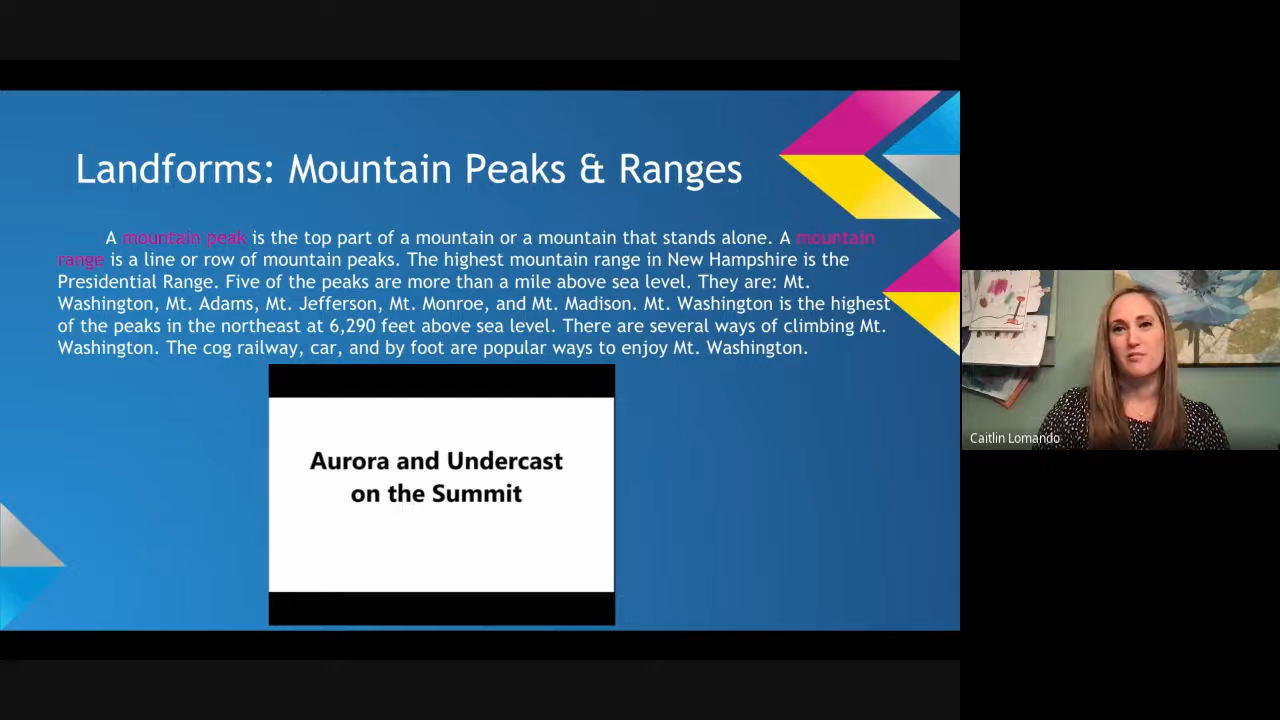 Landforms: Mountain Peaks & Ranges
A mountain peak is the top part of a mountain or a mountain that stands alone. A mountain
range is a line or row of mountain peaks. The highest mountain range in New Hampshire is the
Presidential Range. Five of the peaks are more than a mile above sea level. They are: Mt.
Washington, Mt. Adams, Mt. Jefferson, Mt. Monroe, and Mt. Madison. Mt. Washington is the highest
of the peaks in the northeast at 6,290 feet above sea level. There are several ways of climbing Mt.
Washington. The cog railway, car, and by foot are popular ways to enjoy Mt. Washington.
Aurora and Undercast
on the Summit
Caitlin Lomando